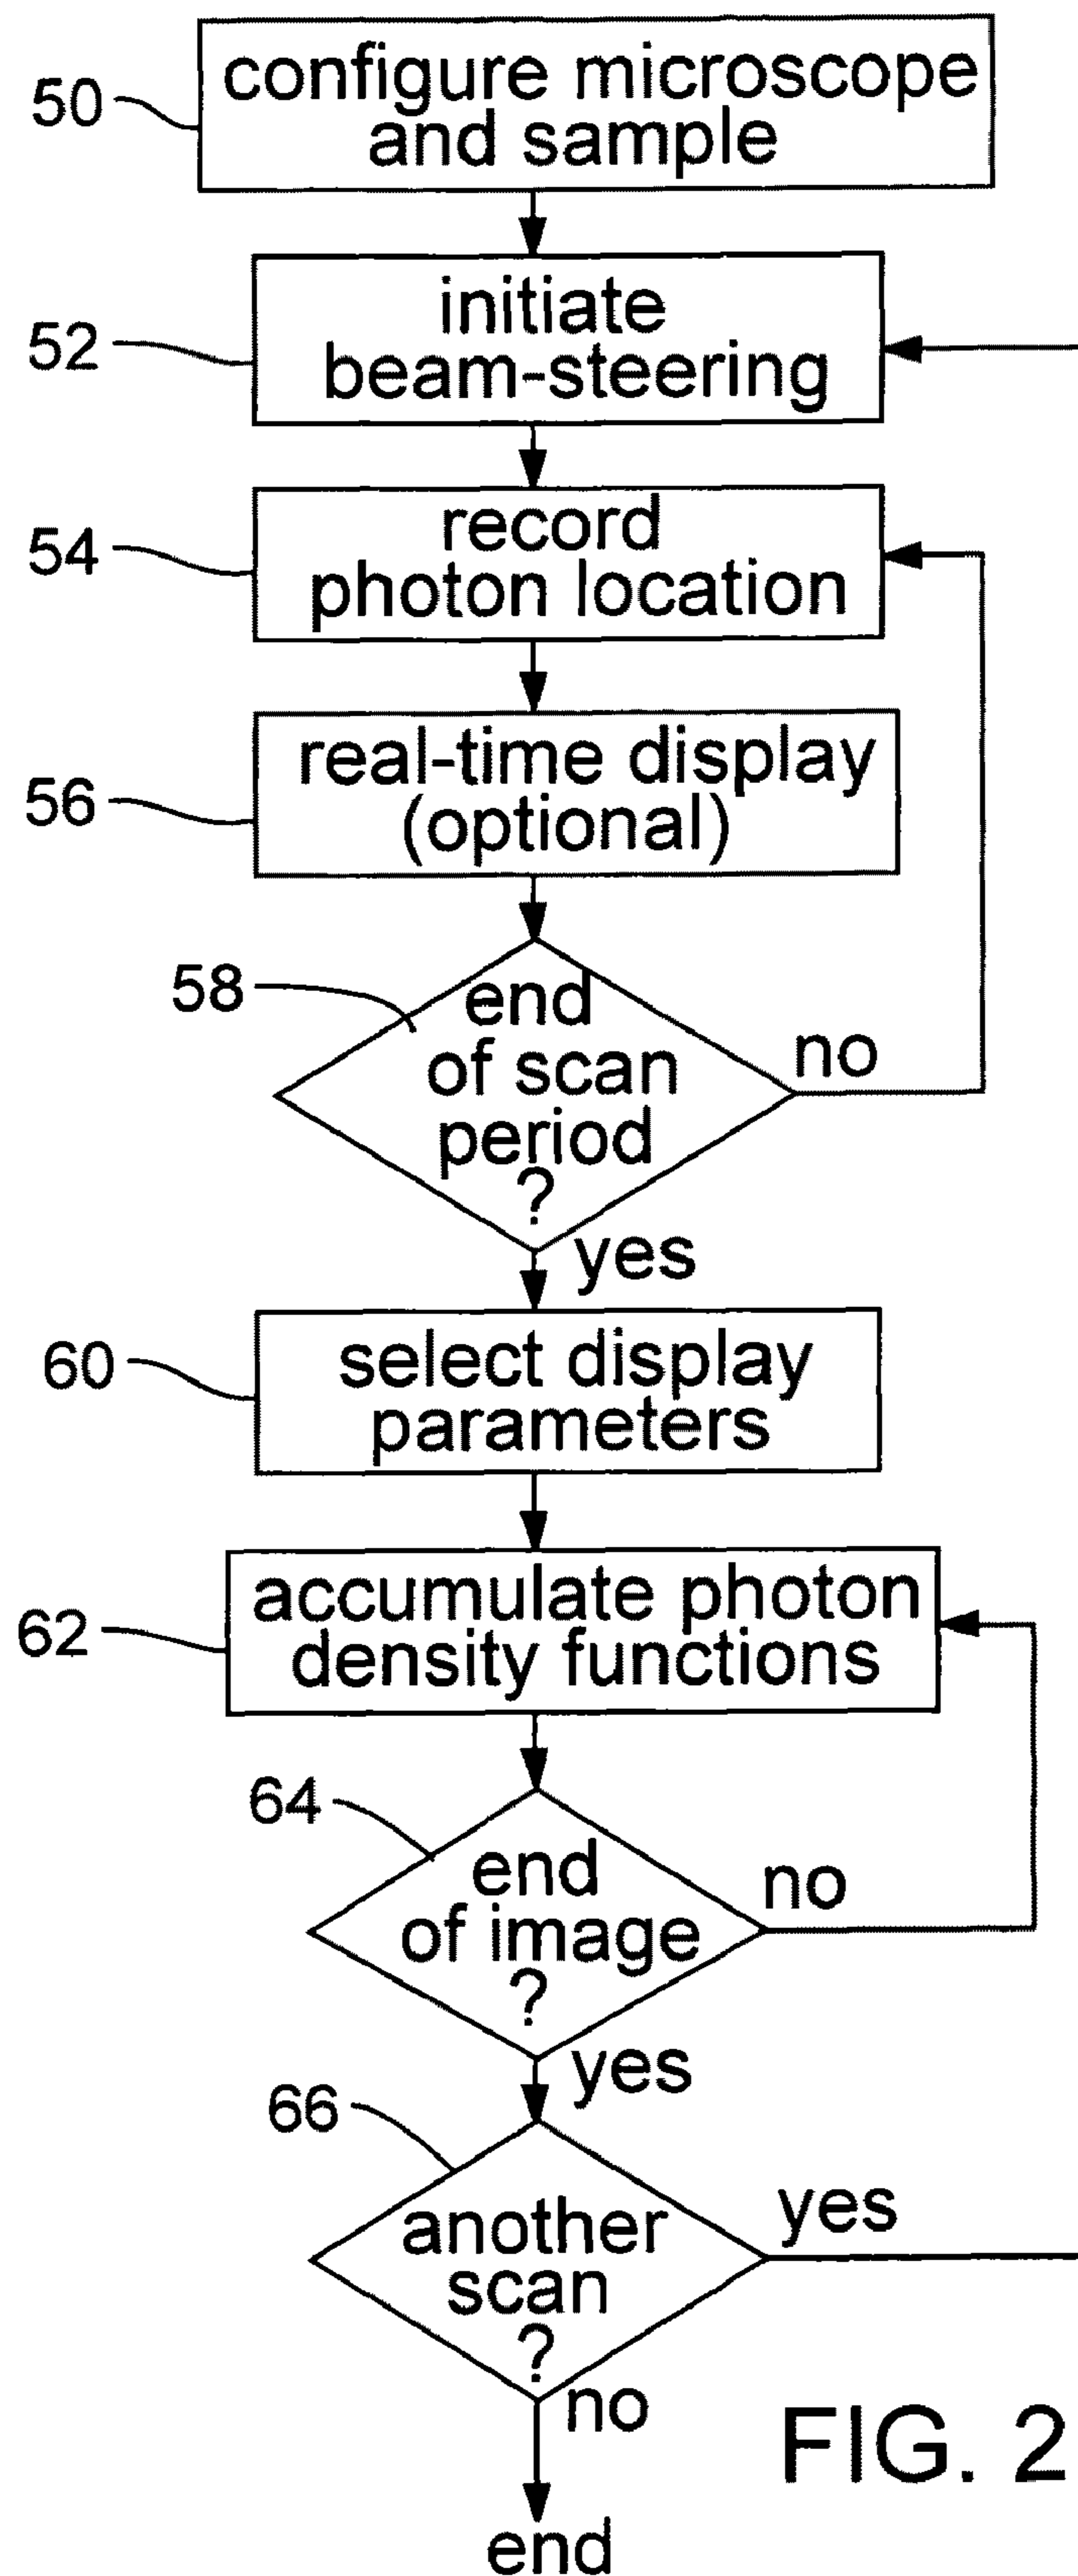 50
configure microscope
and sample
52
initiate
beam-steering
54
record
photon location
56
real-time display
(optional)
58
end
of scan
period
?
no
yes
60
select display
parameters
62
accumulate photon
density functions
64
end
of image
?
no
yes
66
another
scan
?
yes
no
end
FIG. 2